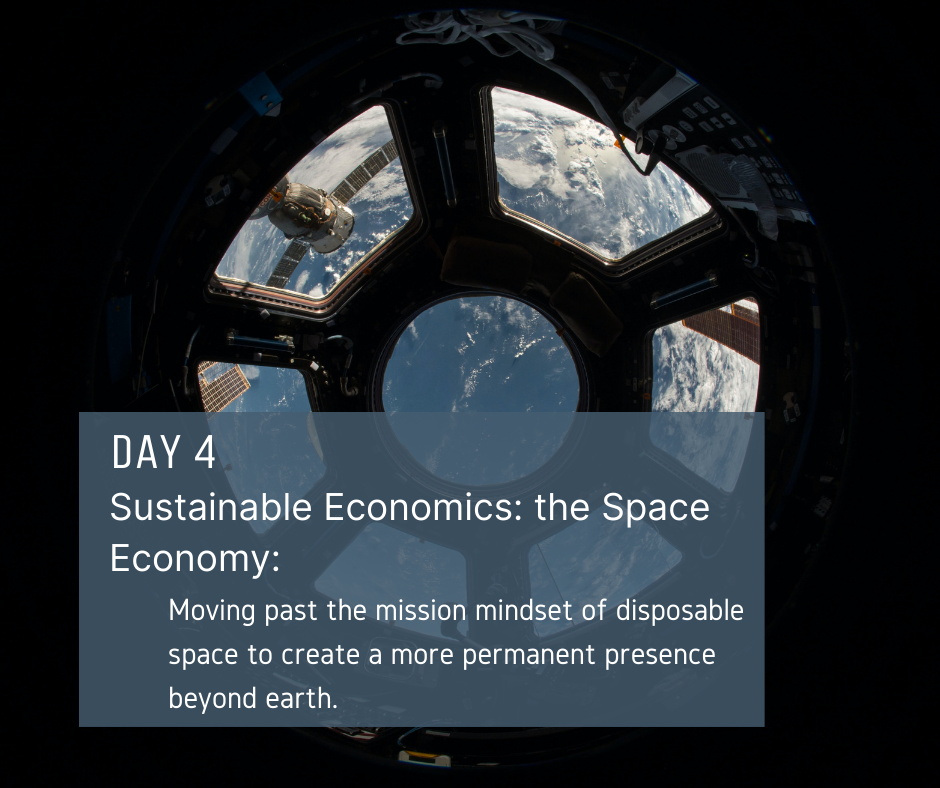 DAY 4
Sustainable Economics: the Space
Economy:
Moving past the mission mindset of disposable
space to create a more permanent presence
beyond earth.